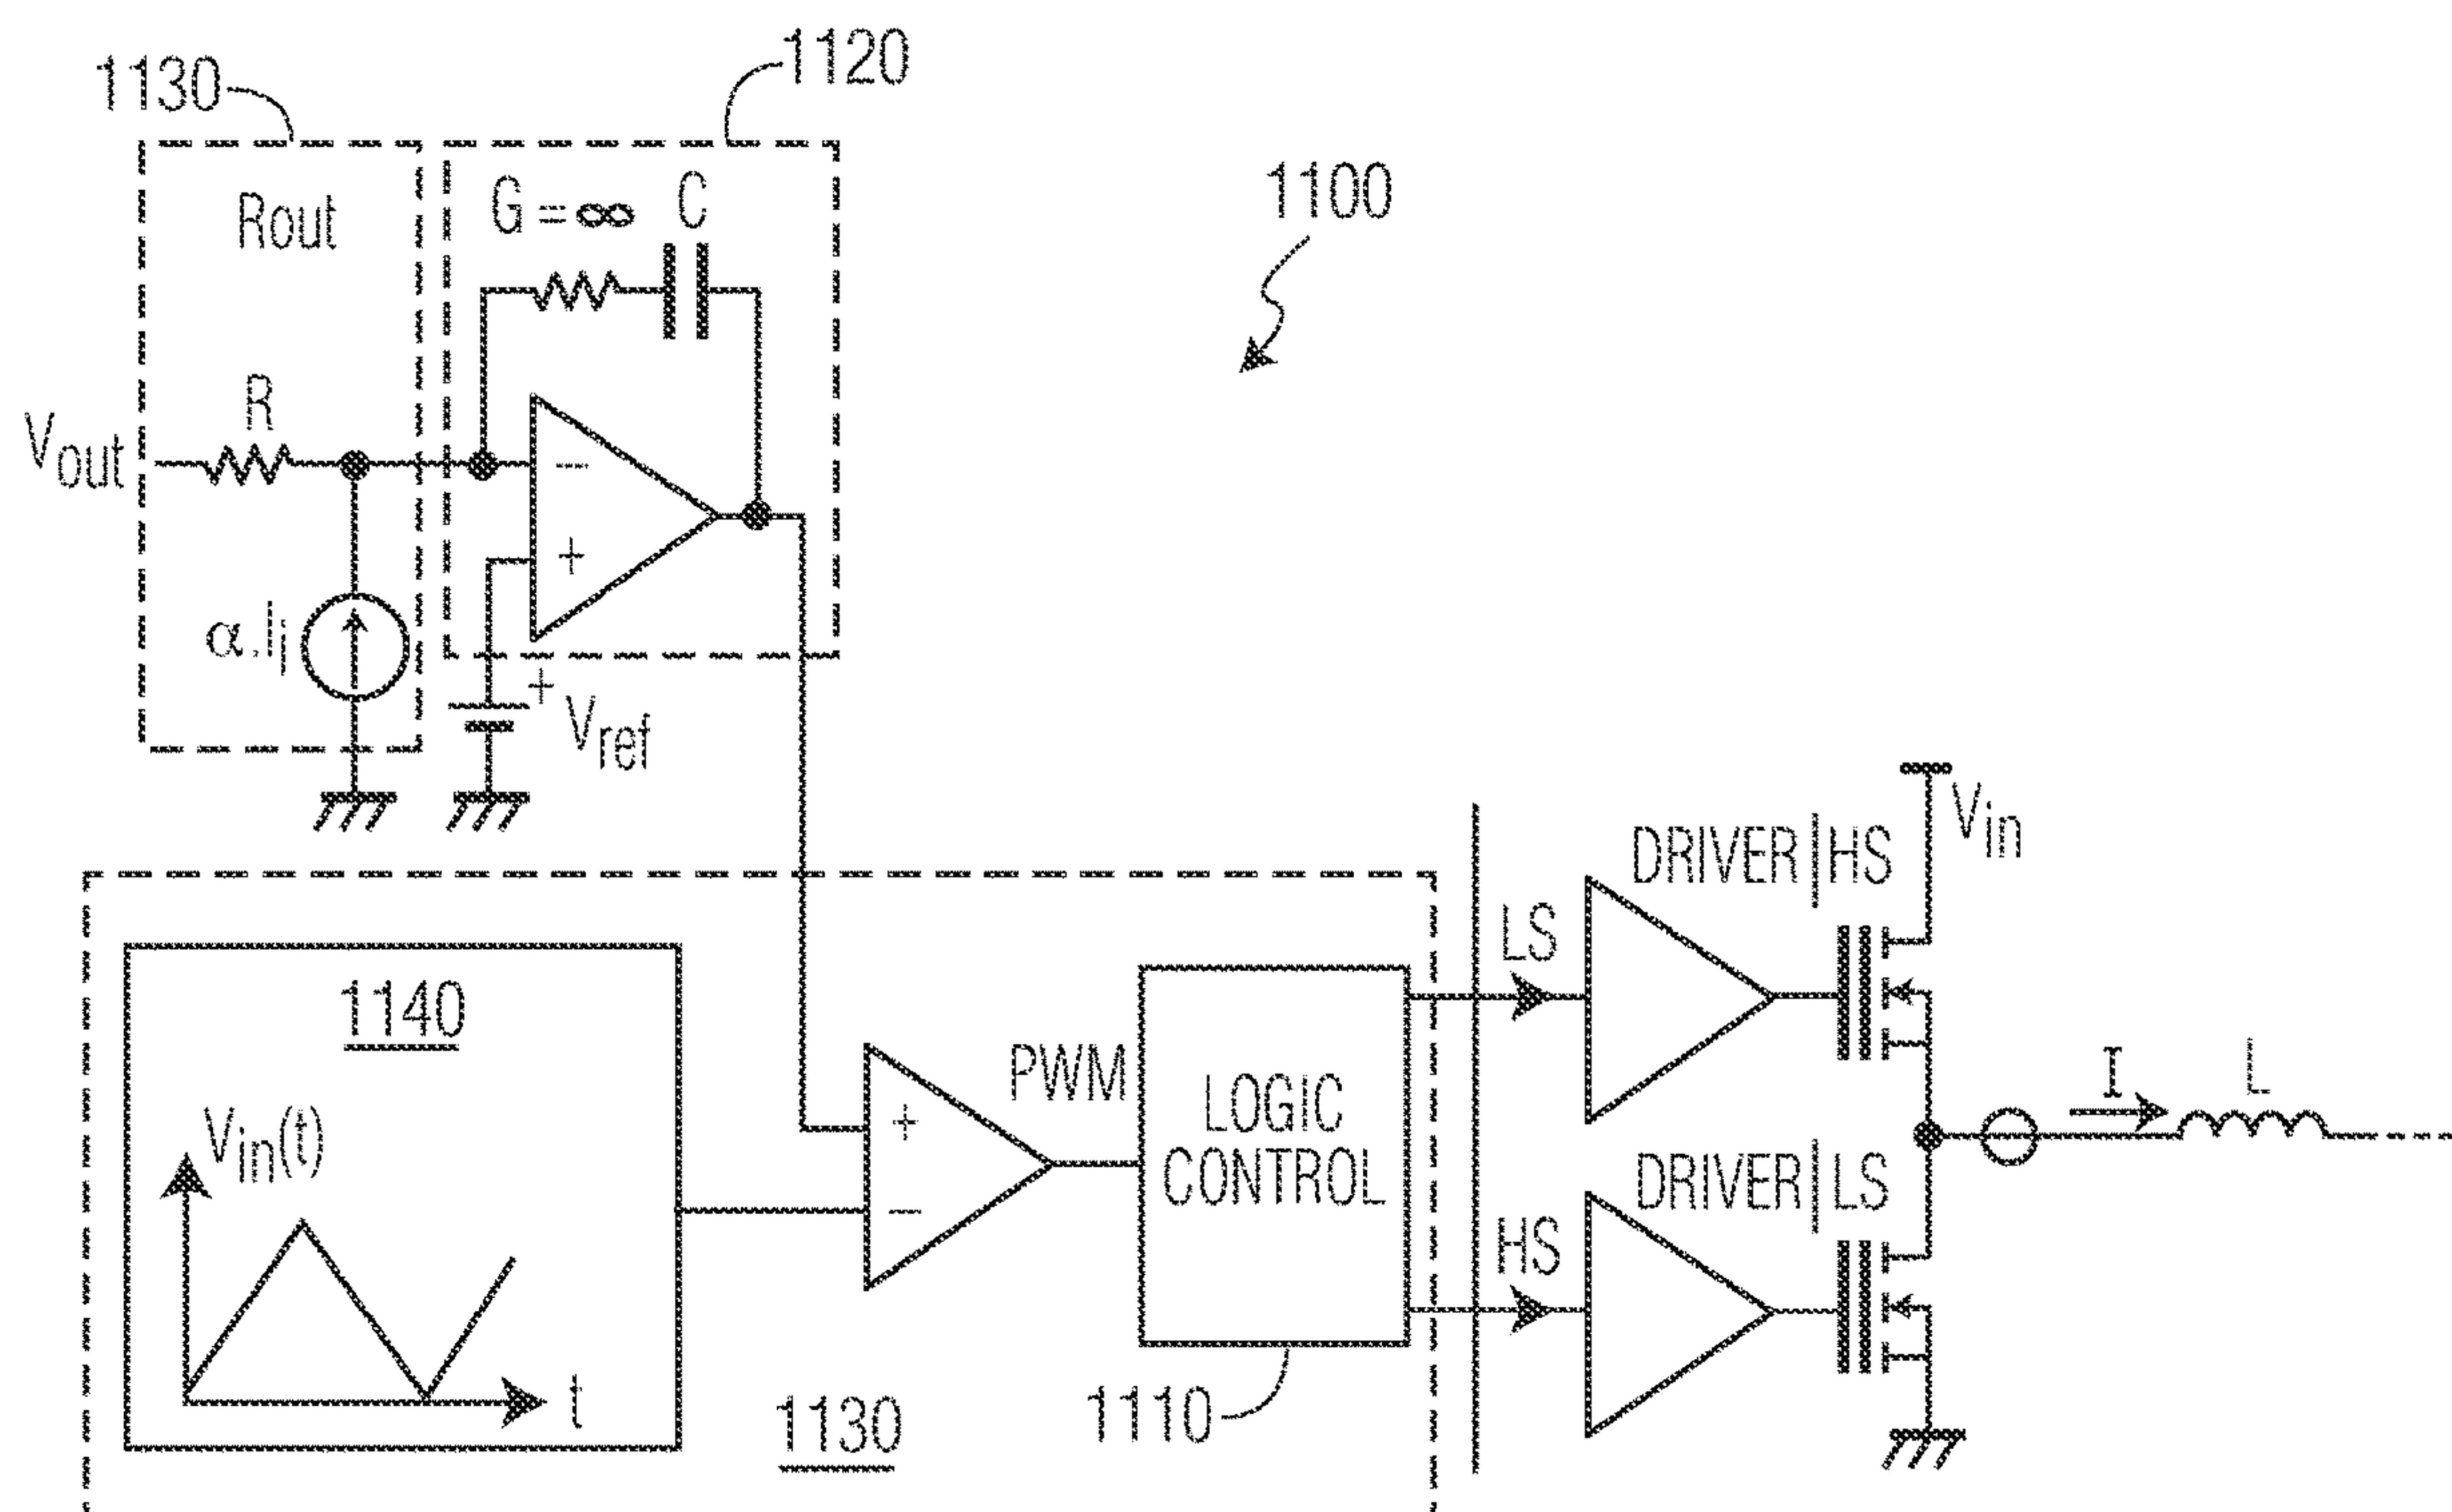 1130
1120
1100
Rout
G = ∞ C
R
Vout
−
+
α.Ij
+
Vref
Vin
DRIVER|HS
LS
1140
PWM
LOGIC
CONTROL
Vin(t)
+
−
I
L
DRIVER|LS
HS
t
1130
1110